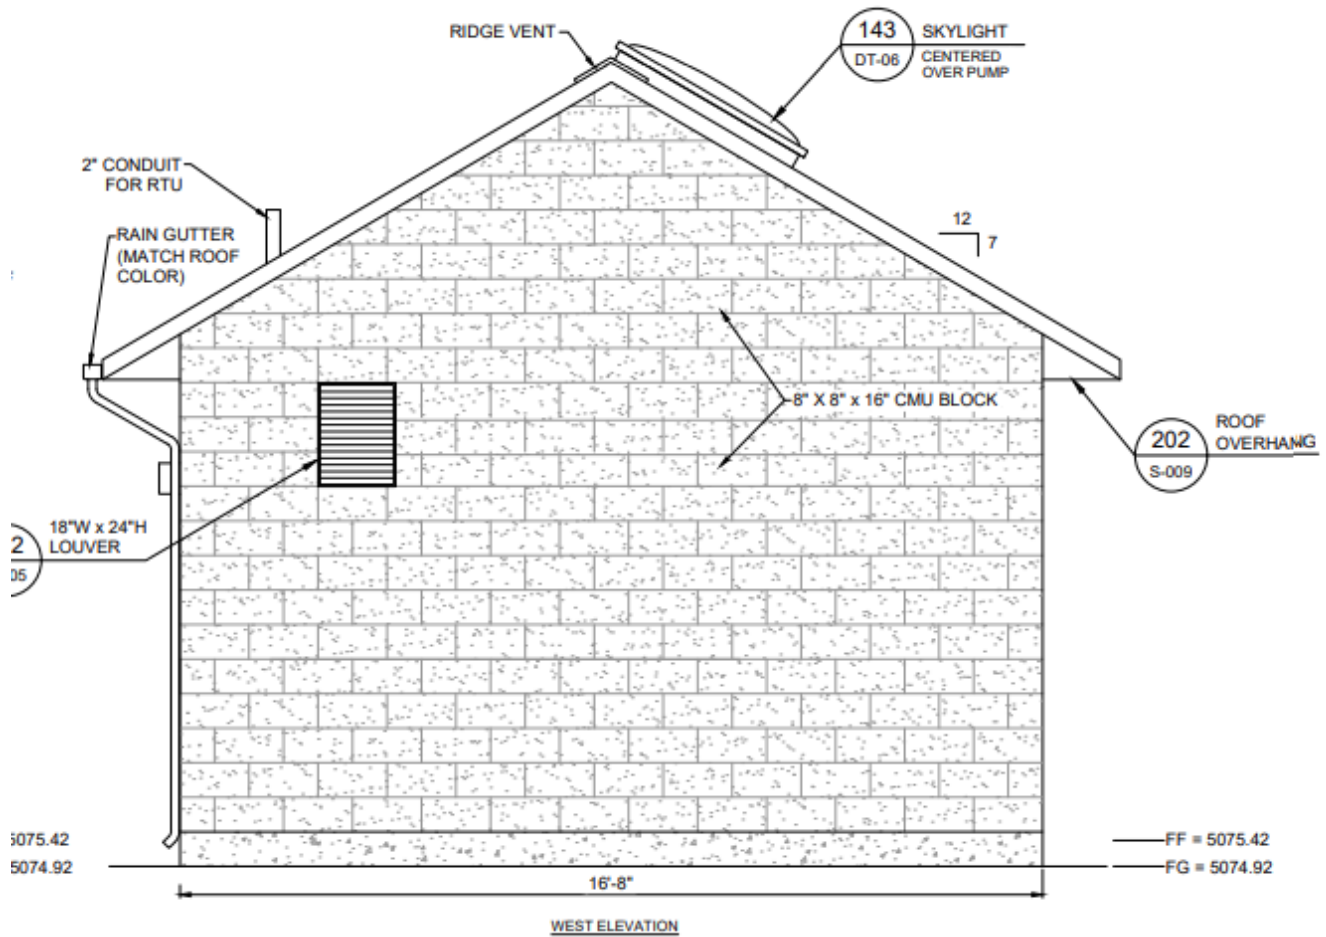 RIDGE VENT
143
DT-06
SKYLIGHT
CENTERED
OVER PUMP
2" CONDUIT
FOR RTU
RAIN GUTTER
(MATCH ROOF
COLOR)
12
7
8" X 8" x 16" CMU BLOCK
202
S-009
ROOF
OVERHANG
18"W x 24"H
LOUVER
2
05
5075.42
5074.92
FF = 5075.42
FG = 5074.92
16'-8"
WEST ELEVATION